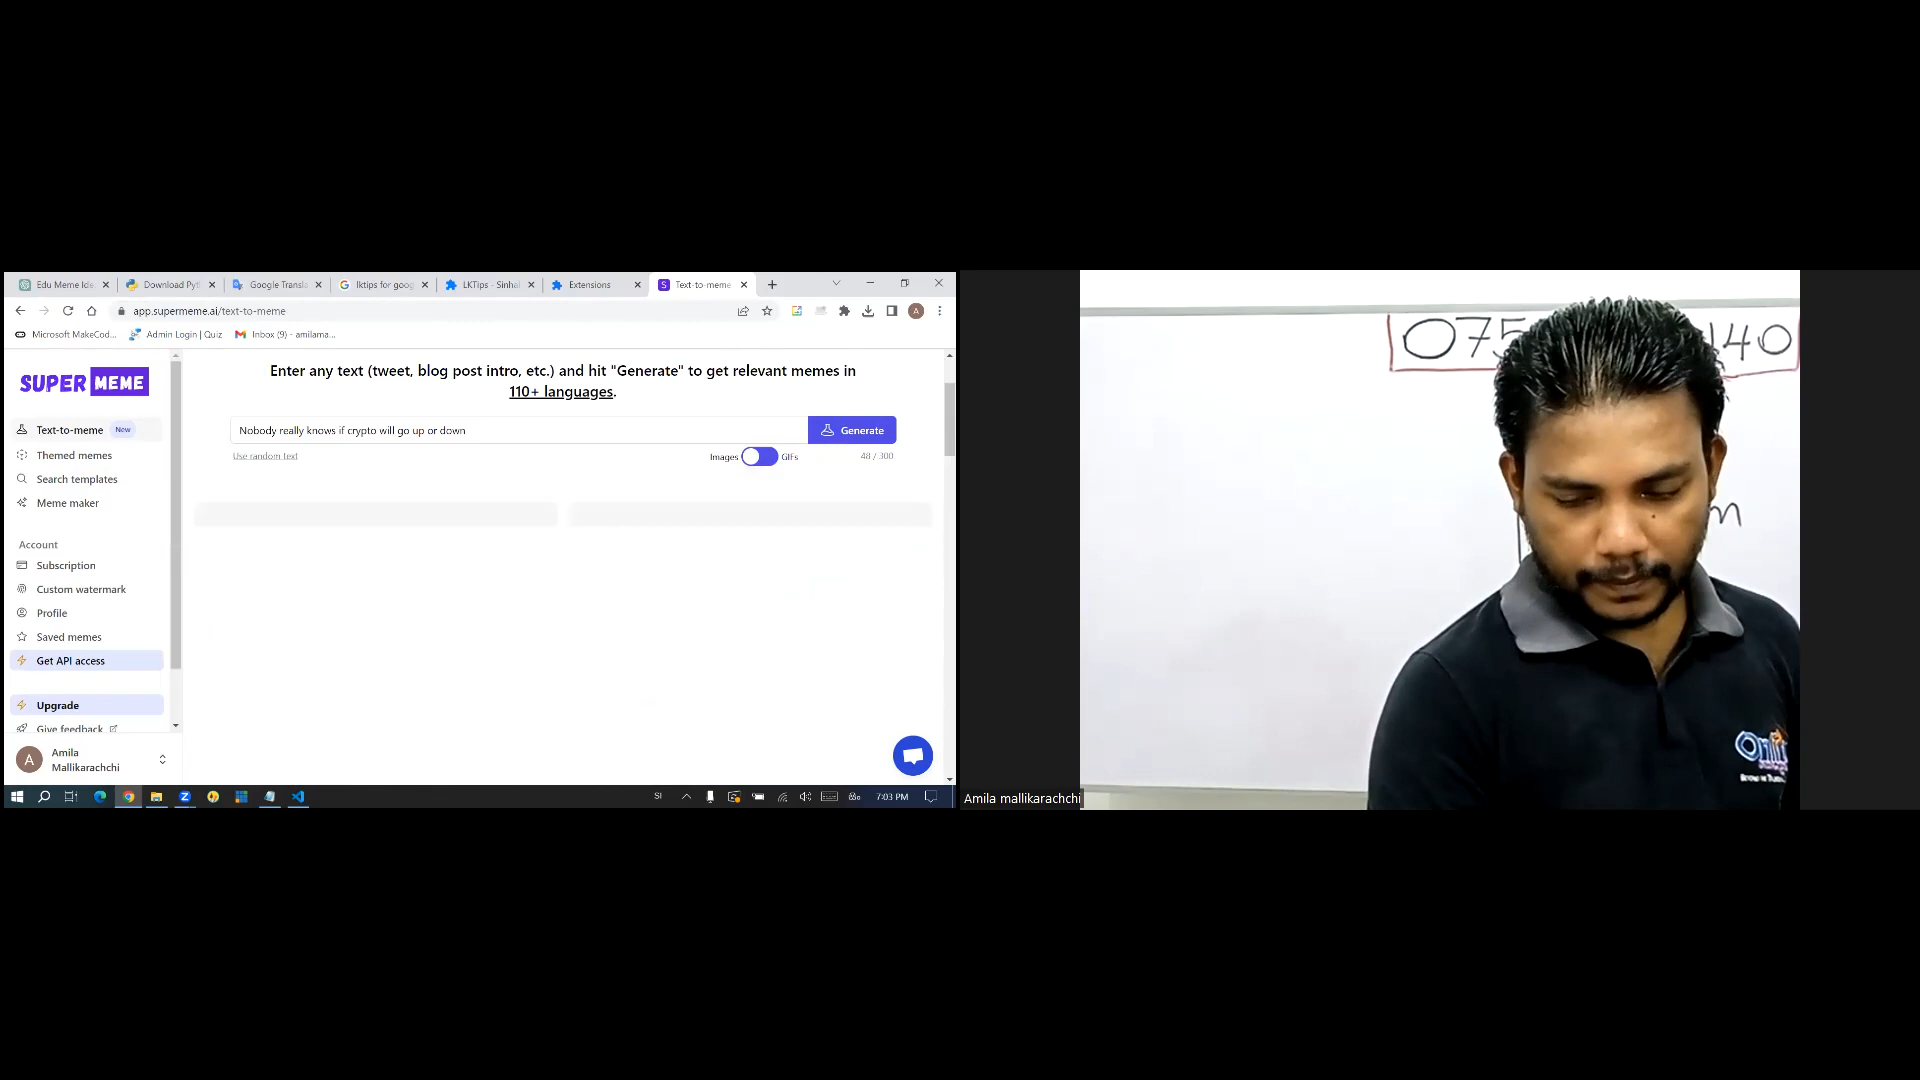 Edu Meme Ide
Download Pytl
Google Transla
lktips for goog
LKTips - Sinhal
Extensions
Text-to-meme
app.supermeme.ai/text-to-meme
A
Microsoft MakeCod...
Admin Login | Quiz
Inbox (9) - amilama...
SUPER MEME
Text-to-meme New
Themed memes
Search templates
Meme maker
Account
Subscription
Custom watermark
Profile
Saved memes
Get API access
Upgrade
Give feedback
A
Amila
Mallikarachchi
Enter any text (tweet, blog post intro, etc.) and hit "Generate" to get relevant memes in
110+ languages.
Nobody really knows if crypto will go up or down
Generate
Use random text
Images GIFs
48 / 300
SI
7:03 PM
075
140
m
Amila mallikarachchi